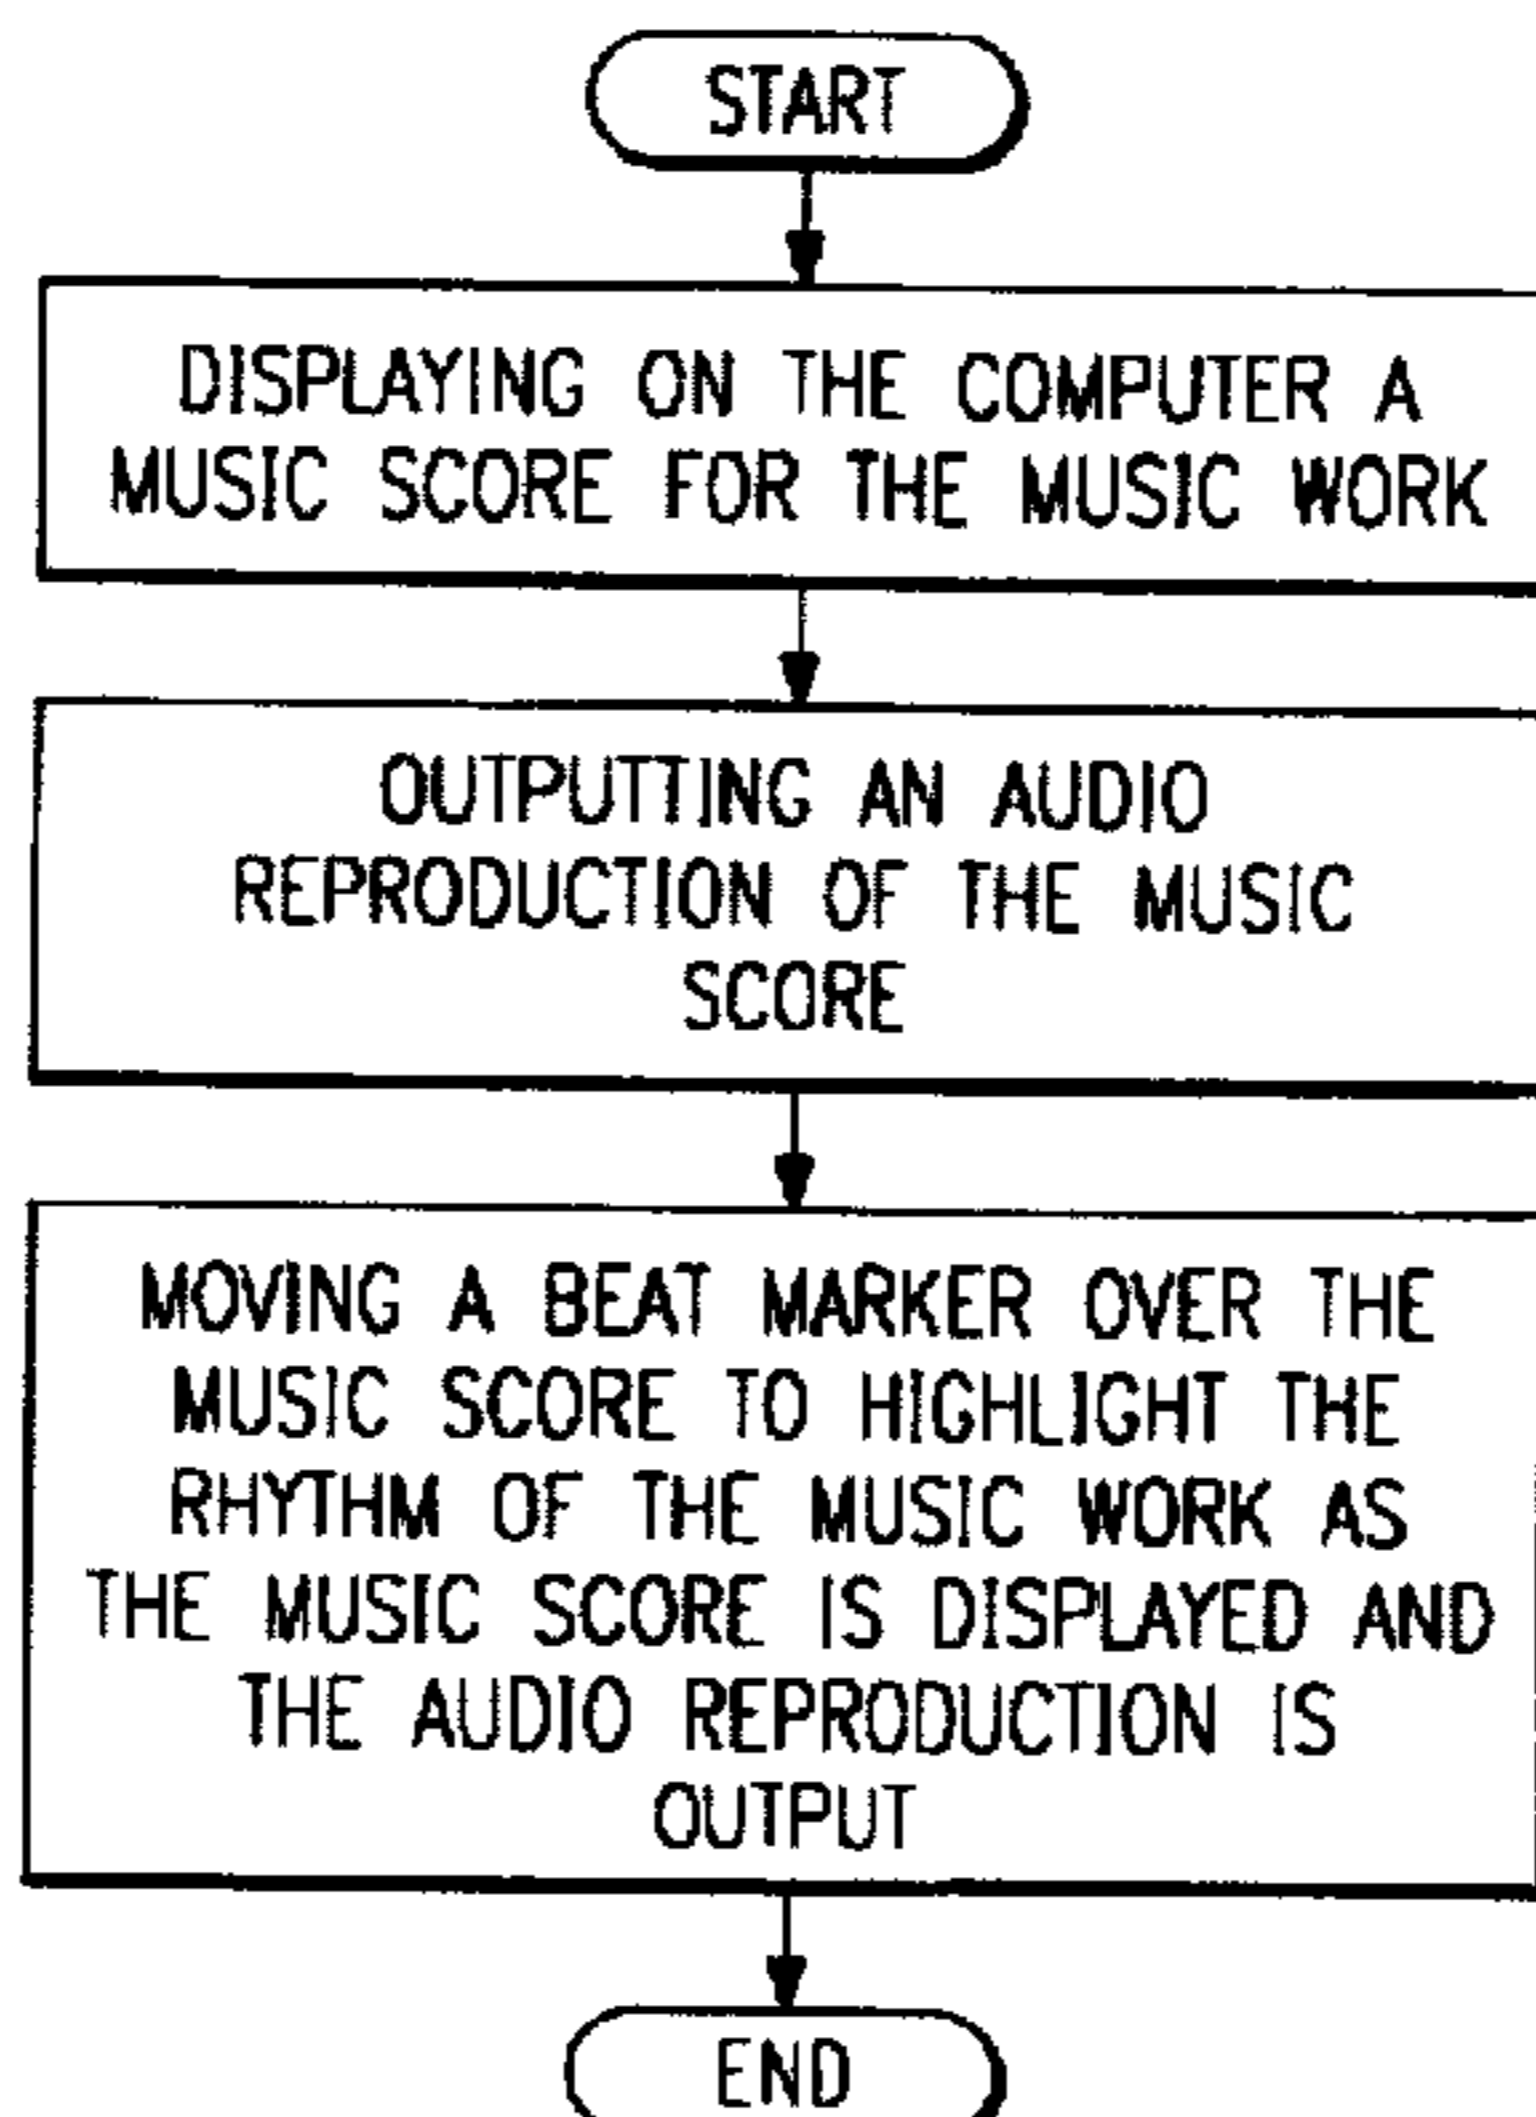 START
DISPLAYING ON THE COMPUTER A
MUSIC SCORE FOR THE MUSIC WORK
OUTPUTTING AN AUDIO
REPRODUCTION OF THE MUSIC
SCORE
MOVING A BEAT MARKER OVER THE
MUSIC SCORE TO HIGHLIGHT THE
RHYTHM OF THE MUSIC WORK AS
THE MUSIC SCORE IS DISPLAYED AND
THE AUDIO REPRODUCTION IS
OUTPUT
END